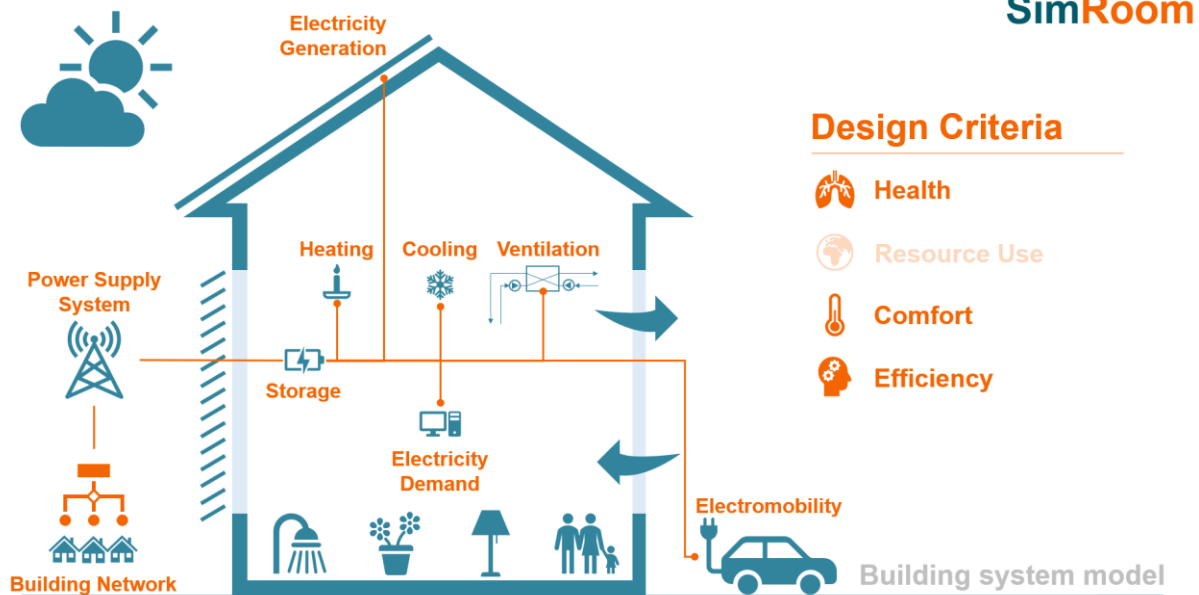 SimRoom
Electricity
Generation
Design Criteria
Health
Resource Use
Comfort
Efficiency
Heating
Cooling
Ventilation
Power Supply
System
Storage
Electricity
Demand
Electromobility
Building Network
Building system model